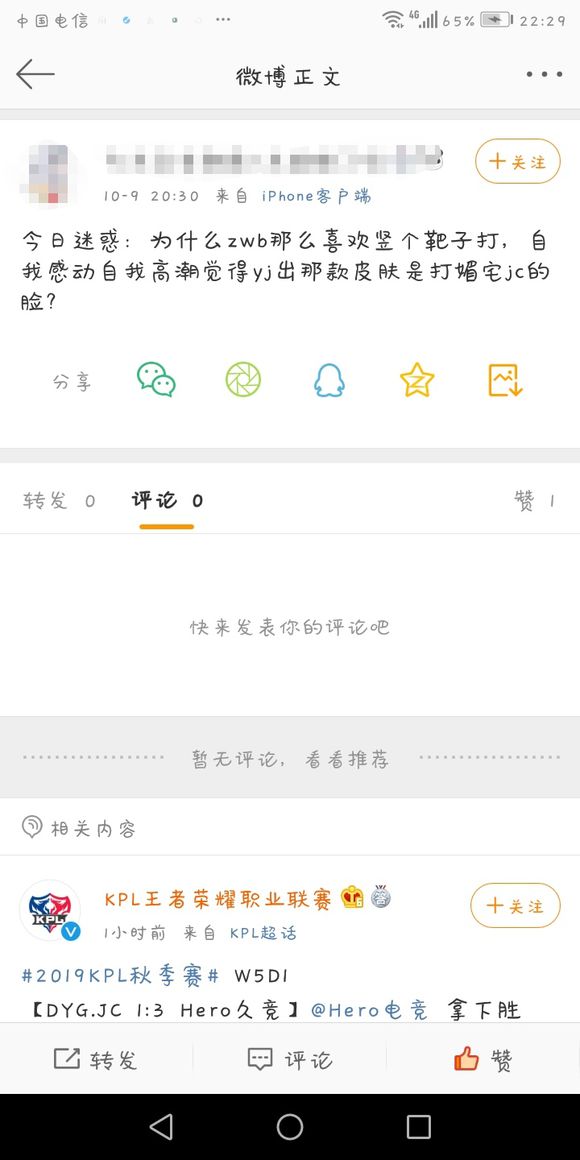 中国电信 4G 65% 22:29
微博正文
+关注
10-9 20:30 来自 iPhone客户端
今日迷惑：为什么zwb那么喜欢竖个靶子打，自
我感动自我高潮觉得yj出那款皮肤是打媚宅jc的
脸？
分享
转发 0 评论 0 赞 1
快来发表你的评论吧
暂无评论，看看推荐
相关内容
KPL
KPL王者荣耀职业联赛
+关注
1小时前 来自 KPL超话
#2019KPL秋季赛# W5D1
【DYG.JC 1:3 Hero久竞】@Hero电竞 拿下胜
转发 评论 赞